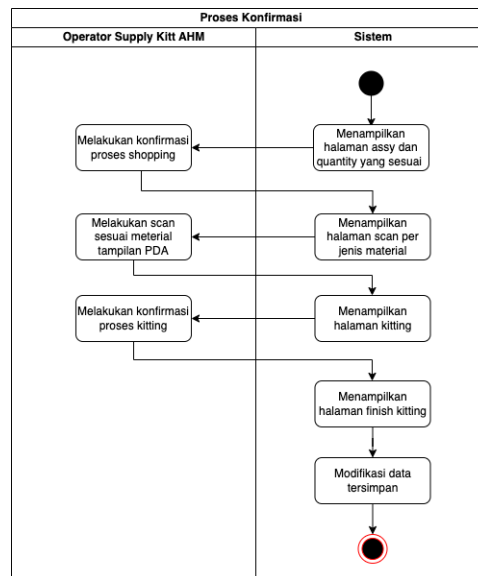 Proses Konfirmasi
Operator Supply Kitt AHM
Sistem
Menampilkan
halaman assy dan
quantity yang sesuai
Melakukan konfirmasi
proses shopping
Menampilkan
halaman scan per
jenis material
Melakukan scan
sesuai meterial
tampilan PDA
Menampilkan
halaman kitting
Melakukan konfirmasi
proses kitting
Menampilkan
halaman finish kitting
Modifikasi data
tersimpan